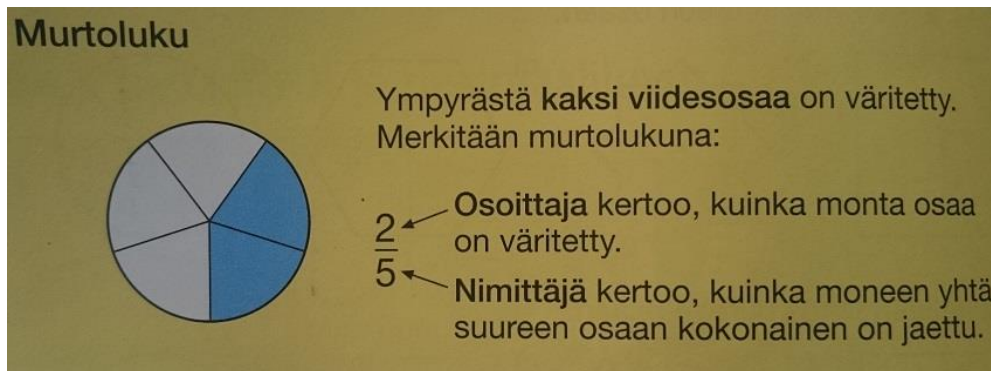 Murtoluku
Ympyrästä kaksi viidesosaa on väritetty.
Merkitään murtolukuna:
2
5
Osoittaja kertoo, kuinka monta osaa
on väritetty.
Nimittäjä kertoo, kuinka moneen yhtä
suureen osaan kokonainen on jaettu.